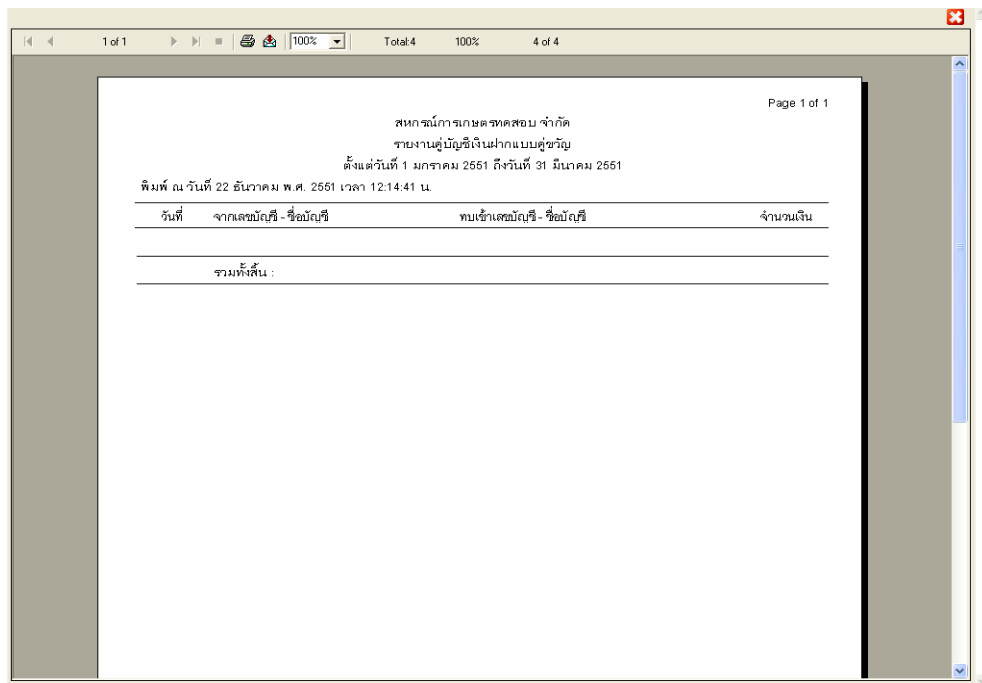 1 of 1 100% Total:4 100% 4 of 4
Page 1 of 1
สหกรณ์การเกษตรทดสอบ จำกัด
รายงานคู่บัญชีเงินฝากแบบคู่ขวัญ
ตั้งแต่วันที่ 1 มกราคม 2551 ถึงวันที่ 31 มีนาคม 2551
พิมพ์ ณ วันที่ 22 ธันวาคม พ.ศ. 2551 เวลา 12:14:41 น.
วันที่ จากเลขบัญชี - ชื่อบัญชี ทบเข้าเลขบัญชี - ชื่อบัญชี จำนวนเงิน
รวมทั้งสิ้น :